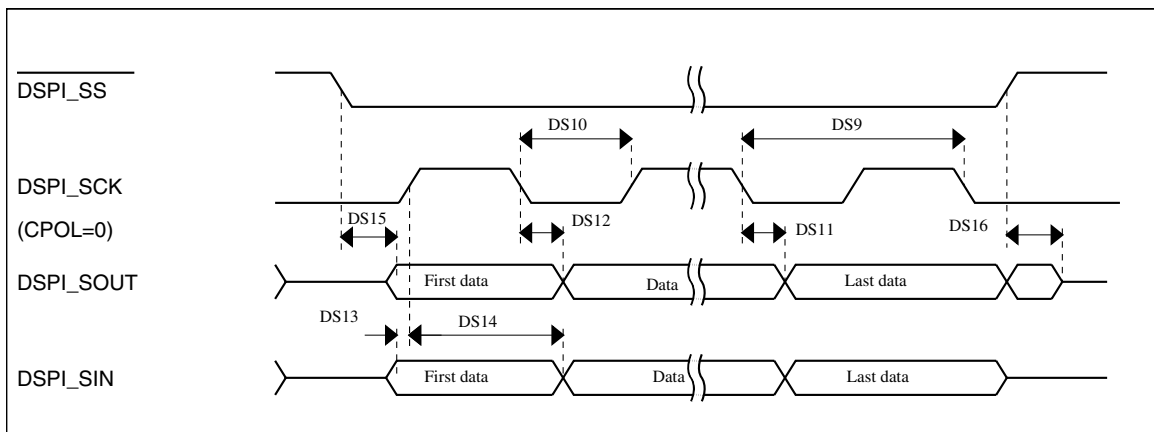 DSPI_SS
DS10
DS9
DSPI_SCK
(CPOL=0)
DS15
DS12
DS11
DS16
DSPI_SOUT
First data
Data
Last data
DS13
DS14
DSPI_SIN
First data
Data
Last data